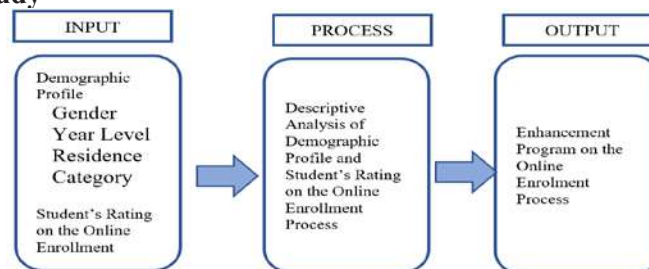 udy
INPUT
PROCESS
OUTPUT
Demographic
Profile
Gender
Year Level
Residence
Category
Student's Rating
on the Online
Enrollment
Descriptive
Analysis of
Demographic
Profile and
Student's Rating
on the Online
Enrollment
Process
Enhancement
Program on the
Online
Enrolment
Process